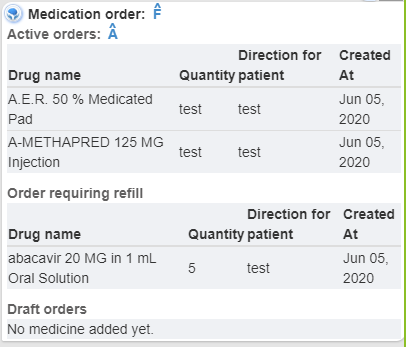 Medication order: F̂
Active orders: Â
Drug name Quantity Direction for patient Created At
A.E.R. 50 % Medicated Pad test test Jun 05, 2020
A-METHAPRED 125 MG Injection test test Jun 05, 2020
Order requiring refill
Drug name Quantity Direction for patient Created At
abacavir 20 MG in 1 mL Oral Solution 5 test Jun 05, 2020
Draft orders
No medicine added yet.